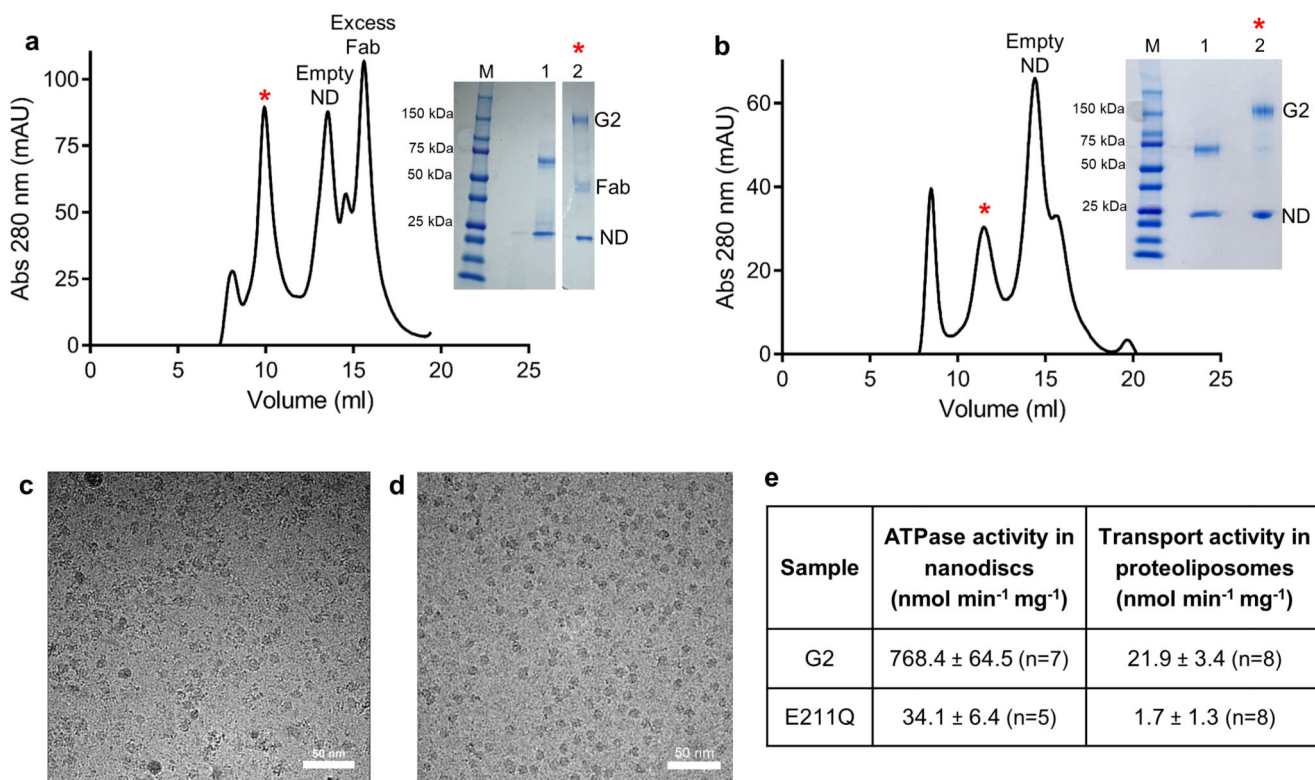 a
Abs 280 nm (mAU)
100
75
50
25
0
0 5 10 15 20 25
Volume (ml)
*
Empty
ND
Excess
Fab
*
M 1 2
150 kDa
75 kDa
50 kDa
25 kDa
G2
Fab
ND
b
Abs 280 nm (mAU)
60
40
20
0
0 5 10 15 20 25
Volume (ml)
*
Empty
ND
*
M 1 2
150 kDa
75 kDa
50 kDa
25 kDa
G2
ND
c
50 nm
d
50 nm
e
Sample
ATPase activity in
nanodiscs
(nmol min⁻¹ mg⁻¹)
Transport activity in
proteoliposomes
(nmol min⁻¹ mg⁻¹)
G2 768.4 ± 64.5 (n=7) 21.9 ± 3.4 (n=8)
E211Q 34.1 ± 6.4 (n=5) 1.7 ± 1.3 (n=8)